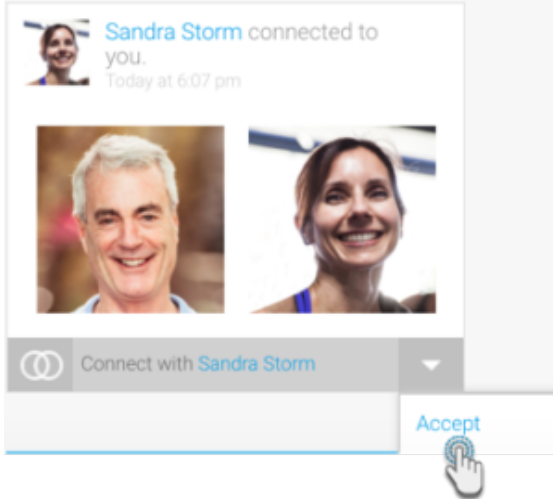 Sandra Storm connected to
you.
Today at 6:07 pm
Connect with Sandra Storm
Accept